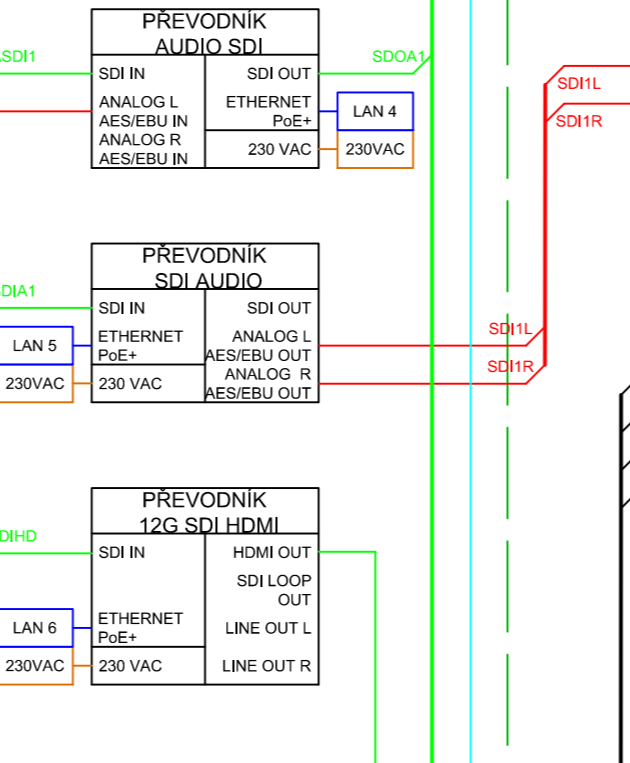 PŘEVODNÍK
AUDIO SDI
SDI1
SDI IN
SDI OUT
SDOA1
ANALOG L
AES/EBU IN
ANALOG R
AES/EBU IN
ETHERNET
PoE+
LAN 4
230 VAC
230VAC
SDI1L
SDI1R
PŘEVODNÍK
SDI AUDIO
DIA1
SDI IN
SDI OUT
LAN 5
ETHERNET
PoE+
ANALOG L
AES/EBU OUT
SDI1L
230VAC
230 VAC
ANALOG R
AES/EBU OUT
SDI1R
PŘEVODNÍK
12G SDI HDMI
DIHD
SDI IN
HDMI OUT
SDI LOOP
OUT
LAN 6
ETHERNET
PoE+
LINE OUT L
230VAC
230 VAC
LINE OUT R